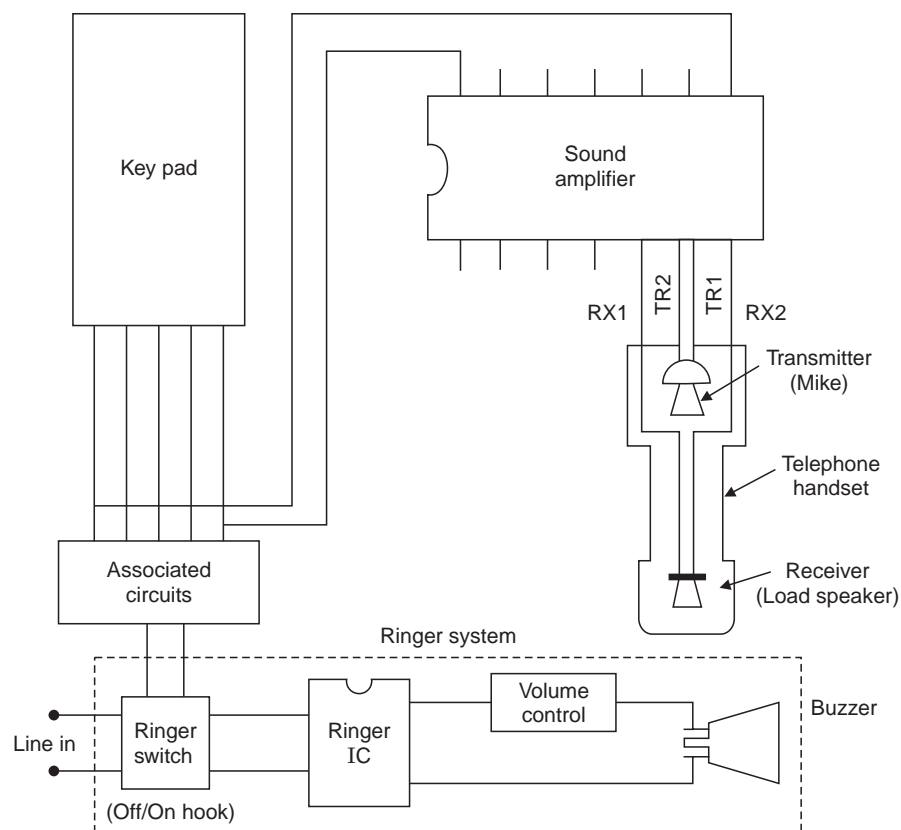 Key pad
Sound
amplifier
RX1
TR2
TR1
RX2
Transmitter
(Mike)
Telephone
handset
Receiver
(Load speaker)
Associated
circuits
Ringer system
Line in
Ringer
switch
(Off/On hook)
Ringer
IC
Volume
control
Buzzer